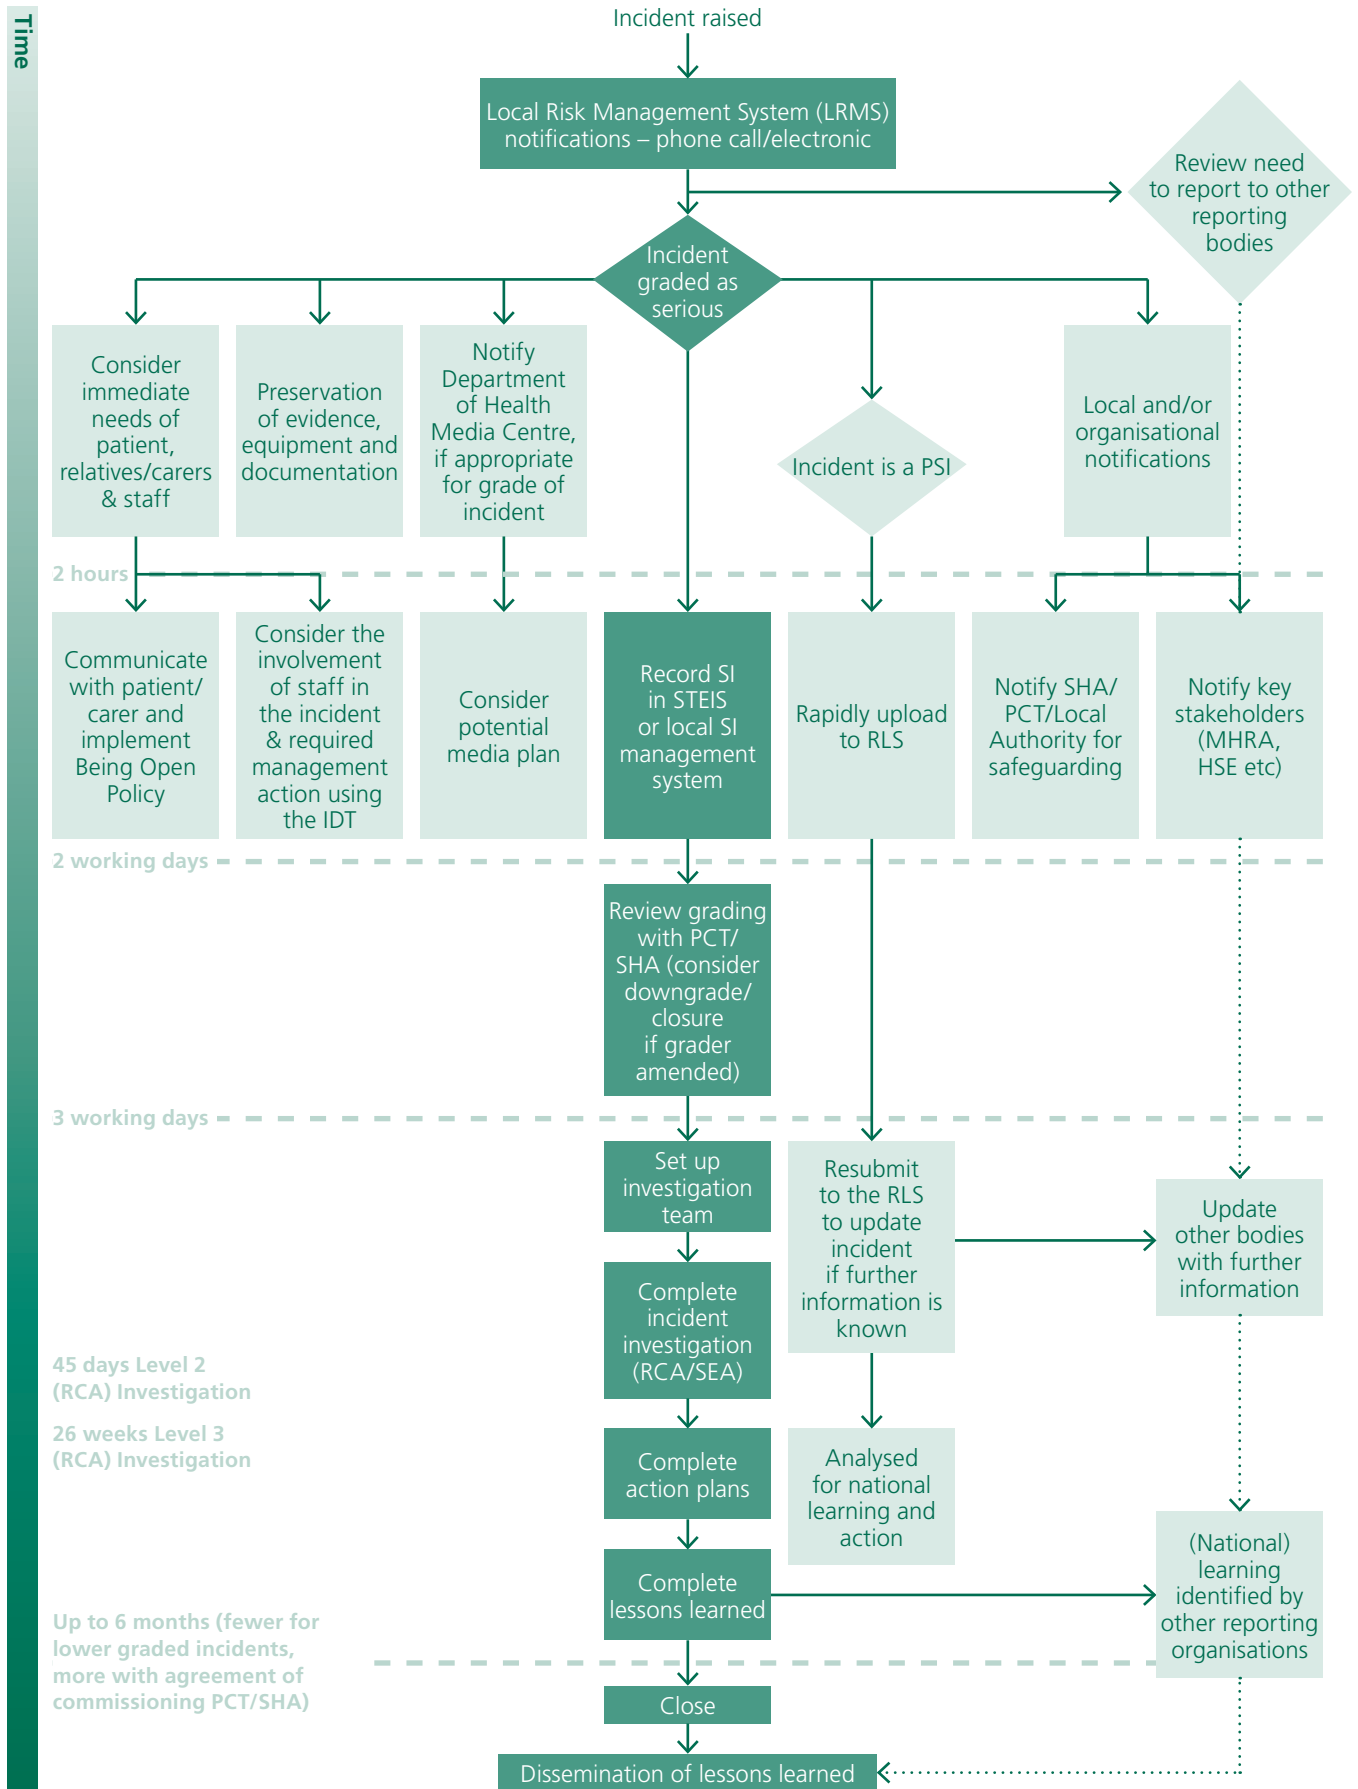 Time
Incident raised
Local Risk Management System (LRMS)
notifications – phone call/electronic
Review need
to report to other
reporting
bodies
Incident
graded as
serious
Consider
immediate
needs of
patient,
relatives/carers
& staff
Preservation
of evidence,
equipment and
documentation
Notify
Department
of Health
Media Centre,
if appropriate
for grade of
incident
Incident is a PSI
Local and/or
organisational
notifications
2 hours
Communicate
with patient/
carer and
implement
Being Open
Policy
Consider the
involvement
of staff in
the incident
& required
management
action using
the IDT
Consider
potential
media plan
Record SI
in STEIS
or local SI
management
system
Rapidly upload
to RLS
Notify SHA/
PCT/Local
Authority for
safeguarding
Notify key
stakeholders
(MHRA,
HSE etc)
2 working days
Review grading
with PCT/
SHA (consider
downgrade/
closure
if grader
amended)
3 working days
Set up
investigation
team
Resubmit
to the RLS
to update
incident
if further
information is
known
Update
other bodies
with further
information
Complete
incident
investigation
(RCA/SEA)
45 days Level 2
(RCA) Investigation
26 weeks Level 3
(RCA) Investigation
Complete
action plans
Analysed
for national
learning and
action
Complete
lessons learned
(National)
learning
identified by
other reporting
organisations
Up to 6 months (fewer for
lower graded incidents,
more with agreement of
commissioning PCT/SHA)
Close
Dissemination of lessons learned